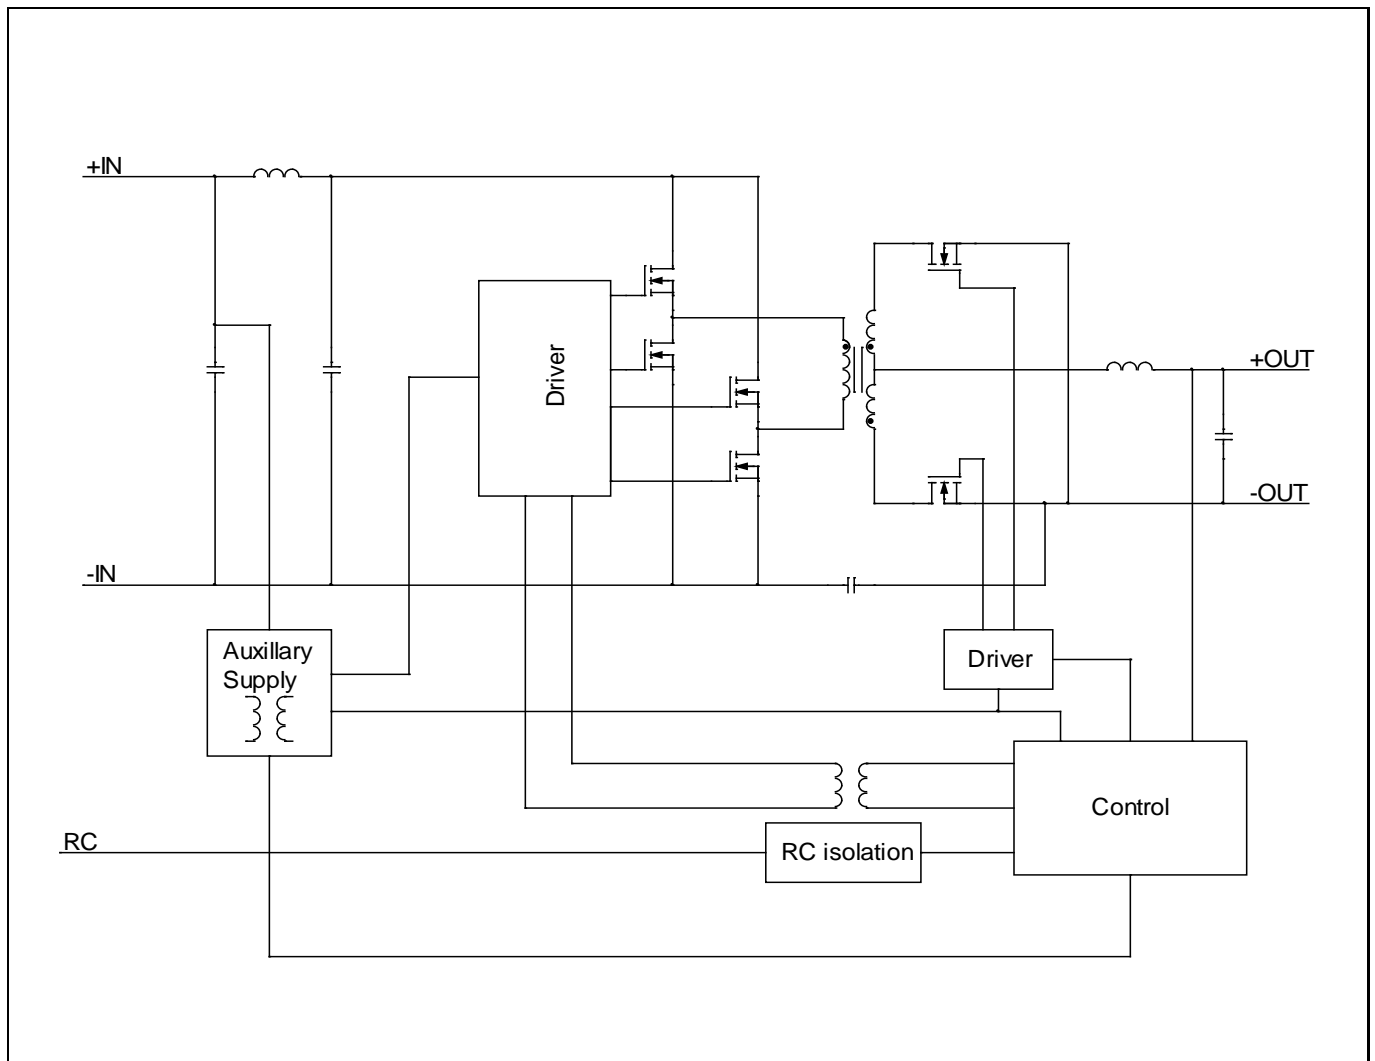 +IN
Driver
+OUT
-OUT
-IN
Auxillary
Supply
Driver
Control
RC
RC isolation